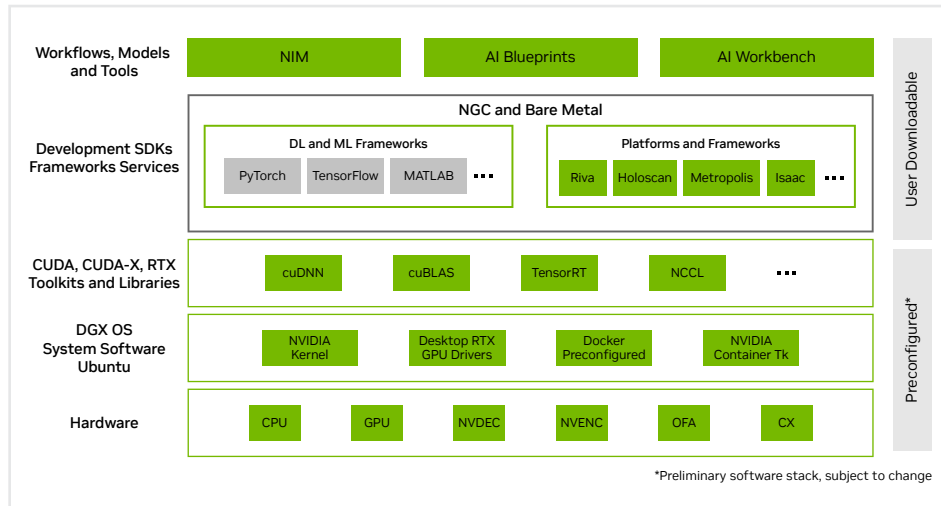 Workflows, Models
and Tools
NIM
AI Blueprints
AI Workbench
User Downloadable
NGC and Bare Metal
Development SDKs
Frameworks Services
DL and ML Frameworks
PyTorch
TensorFlow
MATLAB
Platforms and Frameworks
Riva
Holoscan
Metropolis
Isaac
CUDA, CUDA-X, RTX
Toolkits and Libraries
cuDNN
cuBLAS
TensorRT
NCCL
Preconfigured*
DGX OS
System Software
Ubuntu
NVIDIA
Kernel
Desktop RTX
GPU Drivers
Docker
Preconfigured
NVIDIA
Container Tk
Hardware
CPU
GPU
NVDEC
NVENC
OFA
CX
*Preliminary software stack, subject to change